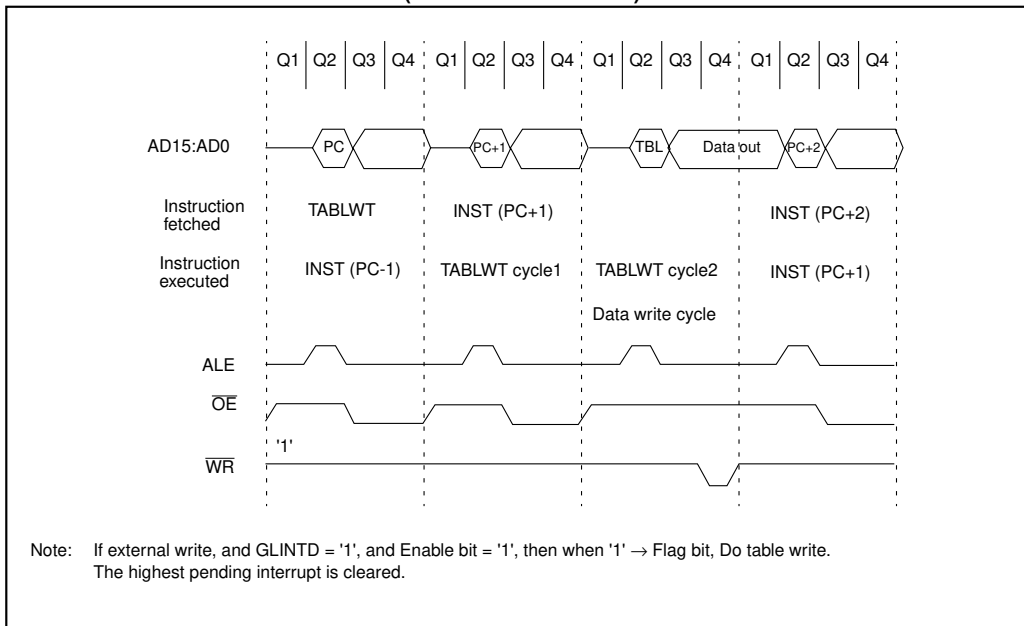 Q1 Q2 Q3 Q4 Q1 Q2 Q3 Q4 Q1 Q2 Q3 Q4 Q1 Q2 Q3 Q4
AD15:AD0 PC PC+1 TBL Data out PC+2
Instruction fetched TABLWT INST (PC+1) INST (PC+2)
Instruction executed INST (PC-1) TABLWT cycle1 TABLWT cycle2 INST (PC+1)
Data write cycle
ALE
OE
'1'
WR
Note: If external write, and GLINTD = '1', and Enable bit = '1', then when '1' → Flag bit, Do table write.
The highest pending interrupt is cleared.